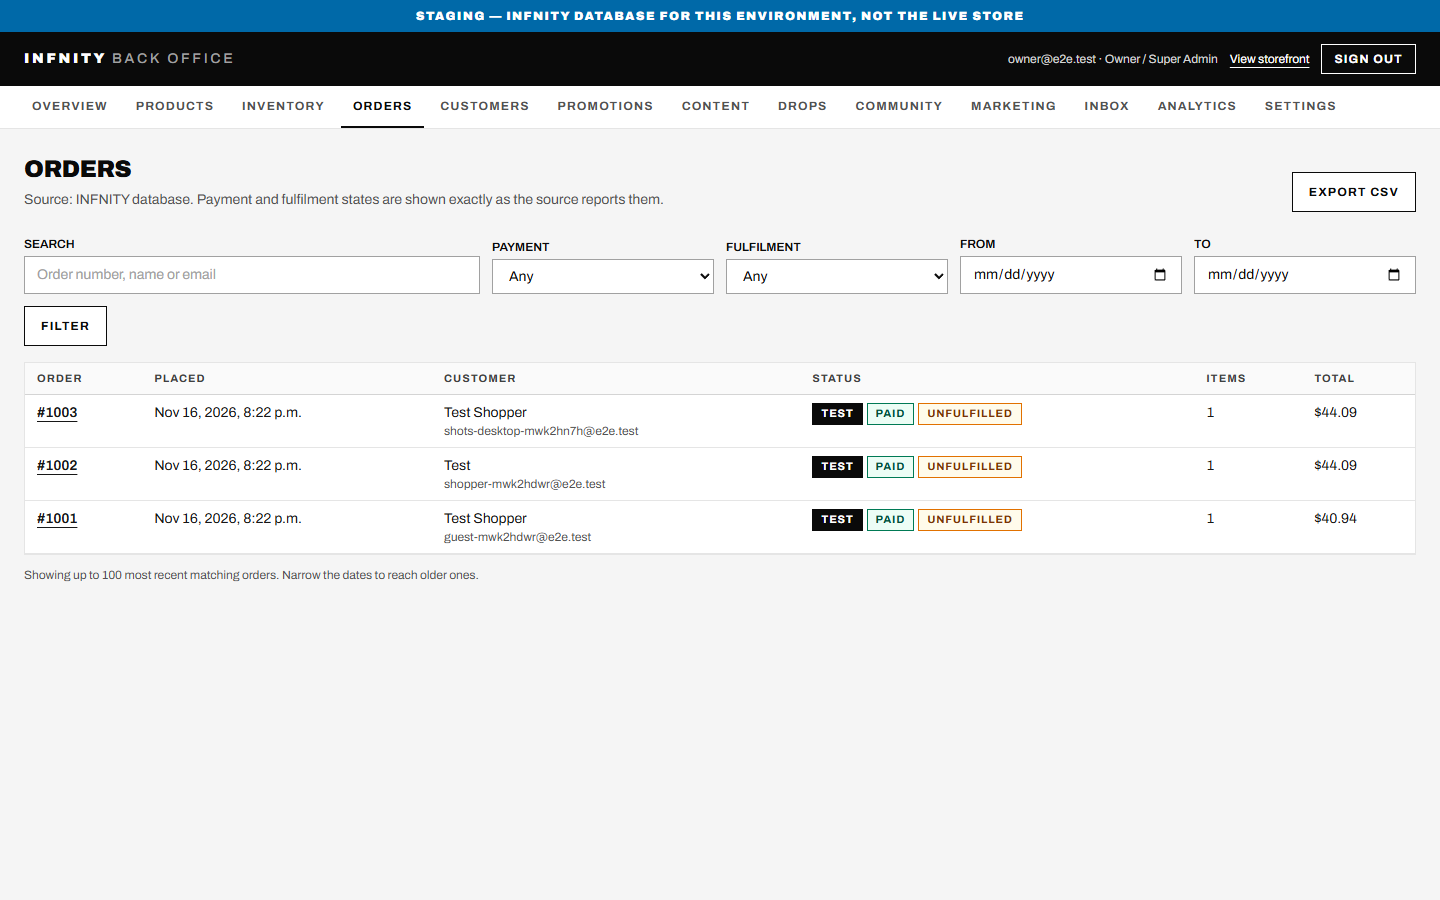 STAGING — INFNITY DATABASE FOR THIS ENVIRONMENT, NOT THE LIVE STORE
INFNITY BACK OFFICE
owner@e2e.test · Owner / Super Admin View storefront SIGN OUT
OVERVIEW PRODUCTS INVENTORY ORDERS CUSTOMERS PROMOTIONS CONTENT DROPS COMMUNITY MARKETING INBOX ANALYTICS SETTINGS
ORDERS
Source: INFNITY database. Payment and fulfilment states are shown exactly as the source reports them.
EXPORT CSV
SEARCH PAYMENT FULFILMENT FROM TO
Order number, name or email Any Any mm/dd/yyyy mm/dd/yyyy
FILTER
ORDER PLACED CUSTOMER STATUS ITEMS TOTAL
#1003 Nov 16, 2026, 8:22 p.m. Test Shopper TEST PAID UNFULFILLED 1 $44.09
shots-desktop-mwk2hn7h@e2e.test
#1002 Nov 16, 2026, 8:22 p.m. Test TEST PAID UNFULFILLED 1 $44.09
shopper-mwk2hdwr@e2e.test
#1001 Nov 16, 2026, 8:22 p.m. Test Shopper TEST PAID UNFULFILLED 1 $40.94
guest-mwk2hdwr@e2e.test
Showing up to 100 most recent matching orders. Narrow the dates to reach older ones.